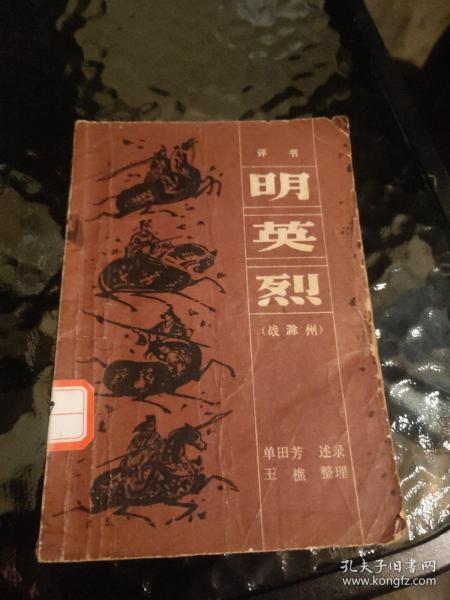 评书
明
英
烈
（战滁州）
单田芳 述录
王樵 整理
孔夫子旧书网
www.kongfz.com